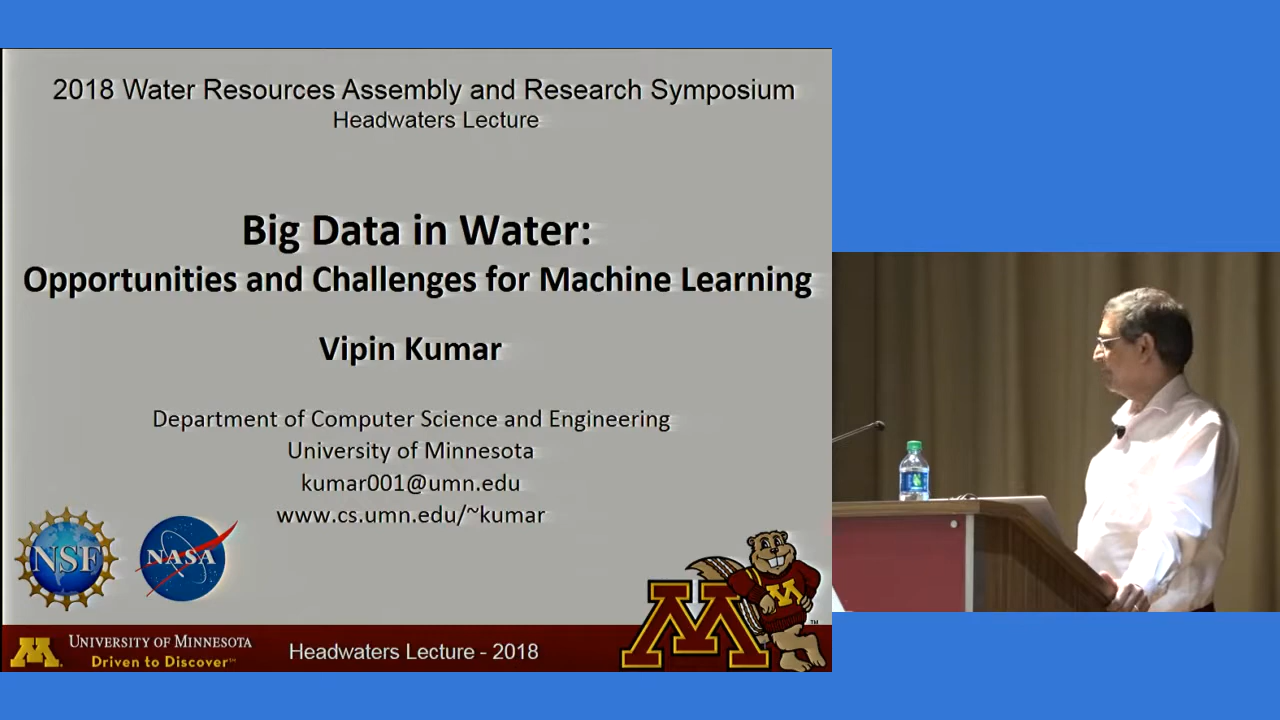 2018 Water Resources Assembly and Research Symposium
Headwaters Lecture
Big Data in Water:
Opportunities and Challenges for Machine Learning
Vipin Kumar
Department of Computer Science and Engineering
University of Minnesota
kumar001@umn.edu
www.cs.umn.edu/~kumar
NSF
NASA
M
M
TM
M
UNIVERSITY OF MINNESOTA
Driven to Discover™
Headwaters Lecture - 2018